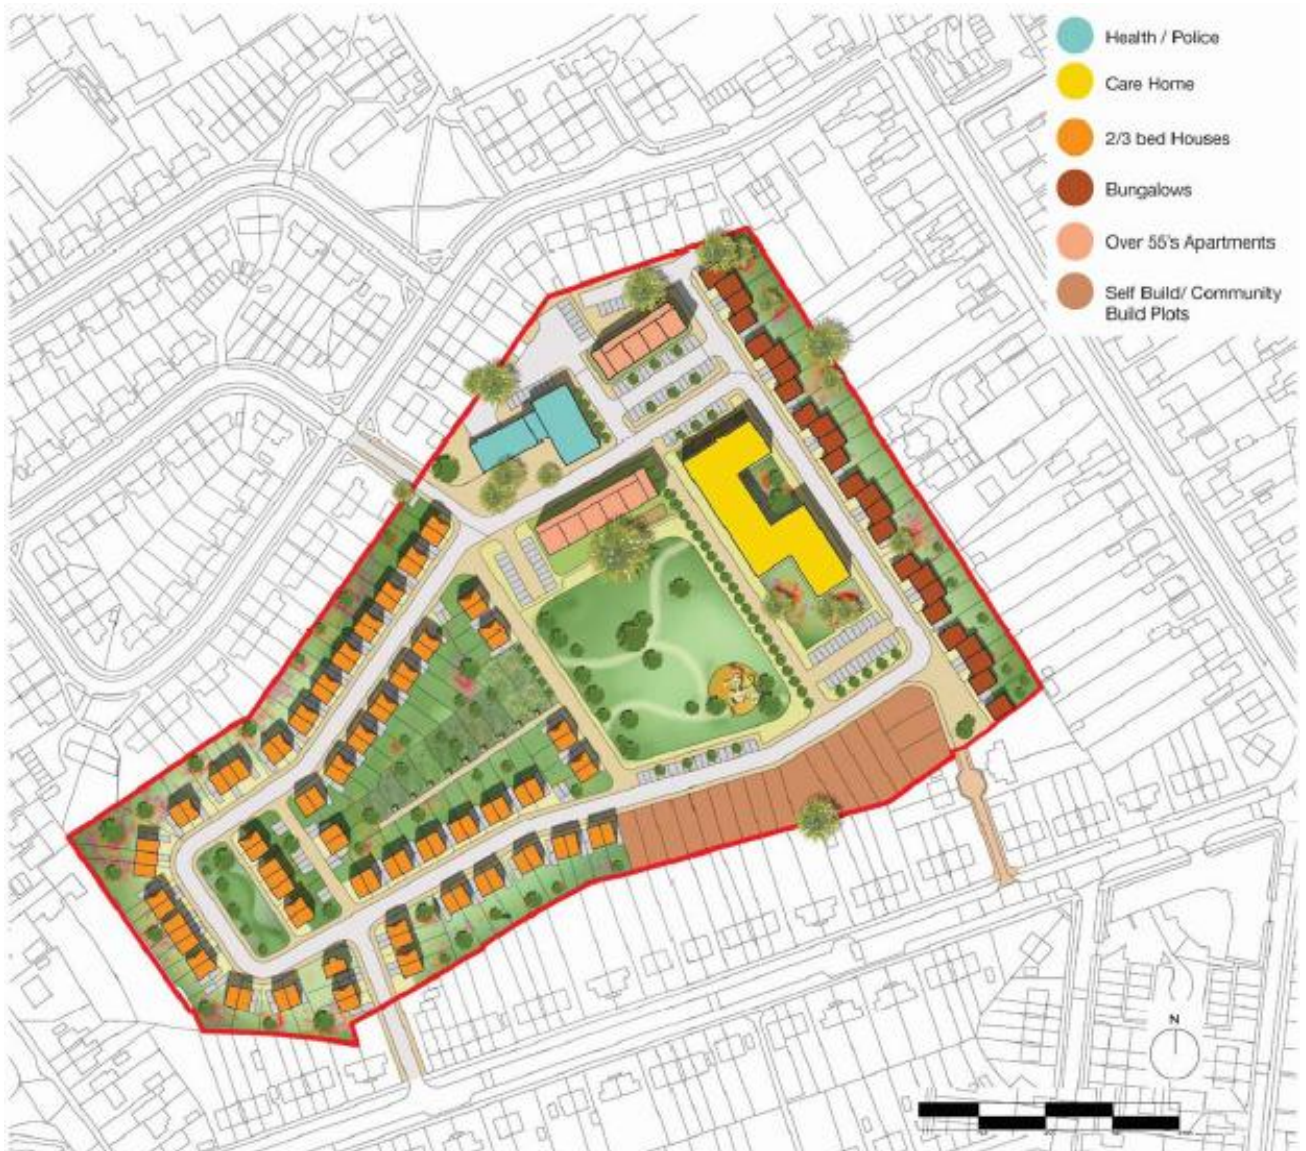 Health / Police
Care Home
2/3 bed Houses
Bungalows
Over 55's Apartments
Self Build/ Community
Build Plots
N